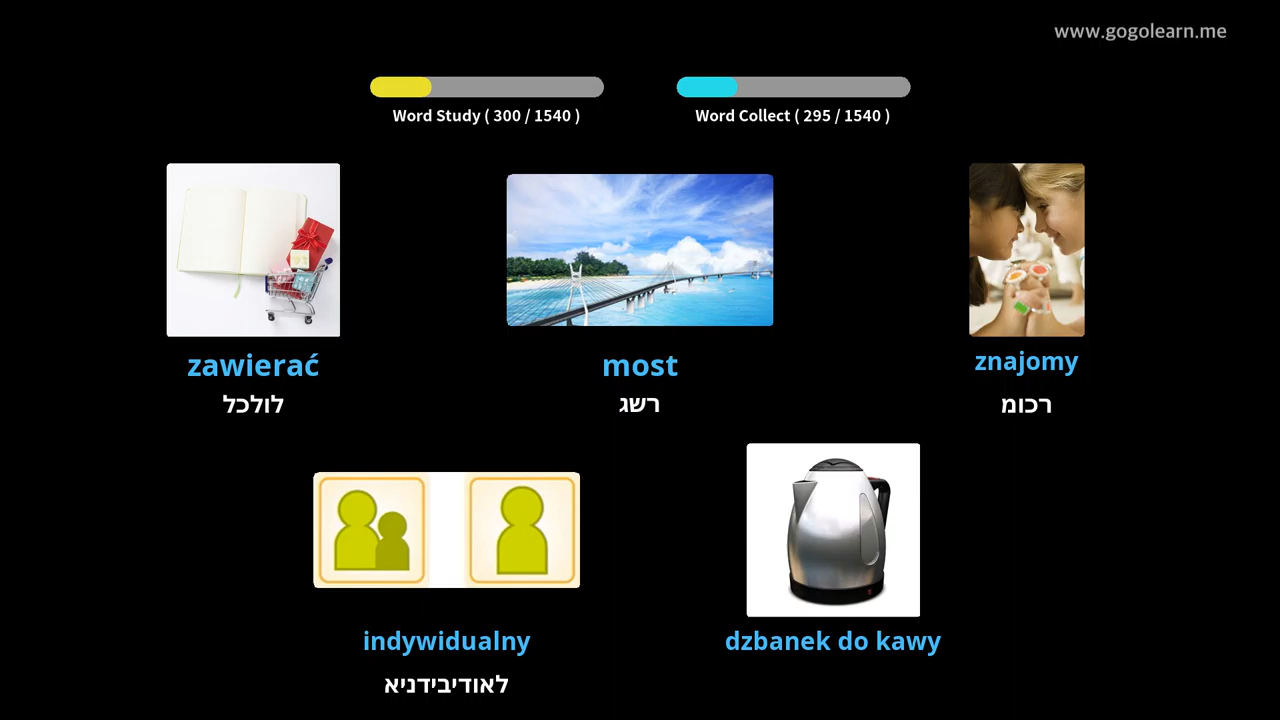 www.gogolearn.me
Word Study ( 300 / 1540 )
Word Collect ( 295 / 1540 )
zawierać
לולכל
most
רשג
znajomy
רכומ
indywidualny
לאודיבידניא
dzbanek do kawy